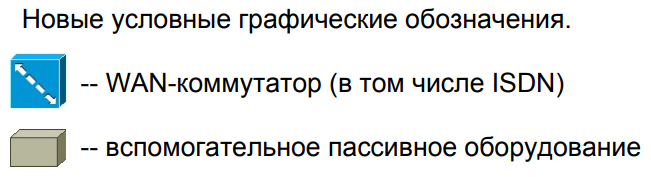 Новые условные графические обозначения.
-- WAN-коммутатор (в том числе ISDN)
-- вспомогательное пассивное оборудование